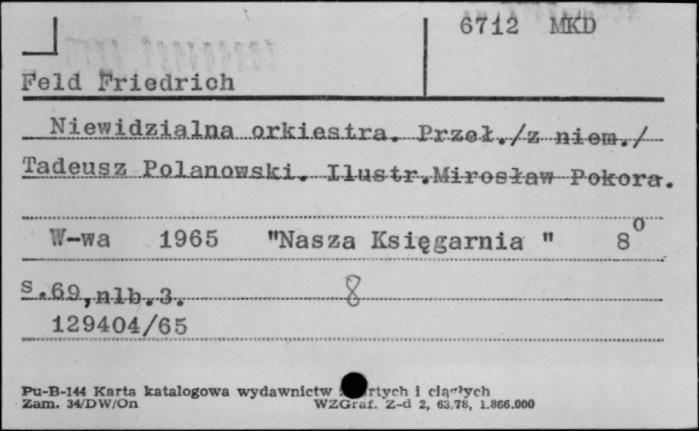 6712 MKD
Feld Friedrich
Niewidzialna orkiestra. Przeł./z niem./
Tadeusz Polanowski. Ilustr.Mirosław Pokora.
W-wa 1965 "Nasza Księgarnia " 8⁰
s.69,nlb.3. 8
129404/65
Pu-B-144 Karta katalogowa wydawnictw i ciągłych
Zam. 34/DW/On WZGraf. Z-d 2, 63.78, 1.866.000